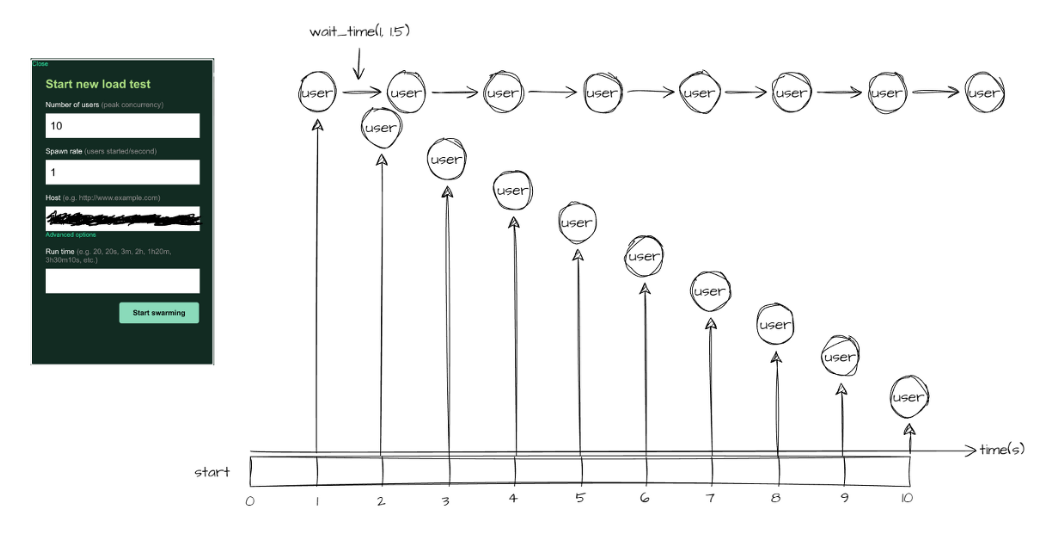 Close
Start new load test
Number of users (peak concurrency)
10
Spawn rate (users started/second)
1
Host (e.g. http://www.example.com)
Advanced options
Run time (e.g. 20, 20s, 3m, 2h, 1h20m,
3h30m10s, etc.)
Start swarming
wait_time(1, 1.5)
user user user user user user user user
user
user
user
user
user
user
user
user
user
start
time(s)
0 1 2 3 4 5 6 7 8 9 10